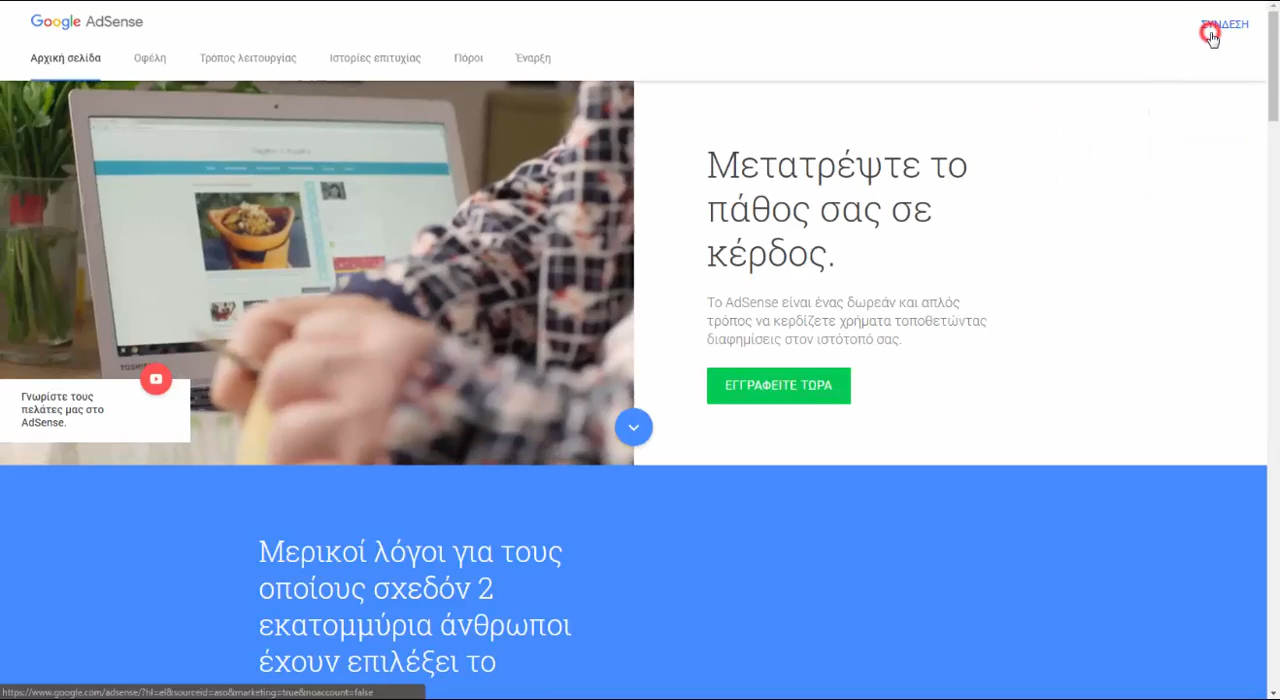 Google AdSense
ΣΥΝΔΕΣΗ
Αρχική σελίδα Οφέλη Τρόπος λειτουργίας Ιστορίες επιτυχίας Πόροι Έναρξη
Μετατρέψτε το
πάθος σας σε
κέρδος.
Το AdSense είναι ένας δωρεάν και απλός
τρόπος να κερδίζετε χρήματα τοποθετώντας
διαφημίσεις στον ιστότοπό σας.
ΕΓΓΡΑΦΕΙΤΕ ΤΩΡΑ
TOSHIBA
Γνωρίστε τους
πελάτες μας στο
AdSense.
Μερικοί λόγοι για τους
οποίους σχεδόν 2
εκατομμύρια άνθρωποι
έχουν επιλέξει το
https://www.google.com/adsense/?hl=el&sourceid=aso&marketing=true&noaccount=false